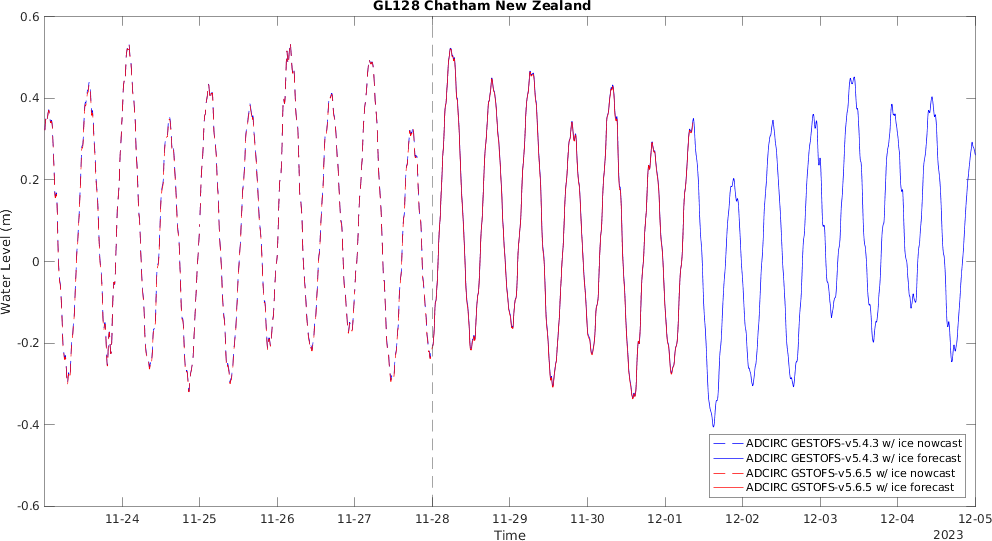 GL128 Chatham New Zealand
0.6
0.4
0.2
0
-0.2
-0.4
-0.6
Water Level (m)
ADCIRC GESTOFS-v5.4.3 w/ ice nowcast
ADCIRC GESTOFS-v5.4.3 w/ ice forecast
ADCIRC GSTOFS-v5.6.5 w/ ice nowcast
ADCIRC GSTOFS-v5.6.5 w/ ice forecast
11-24 11-25 11-26 11-27 11-28 11-29 11-30 12-01 12-02 12-03 12-04 12-05
Time
2023